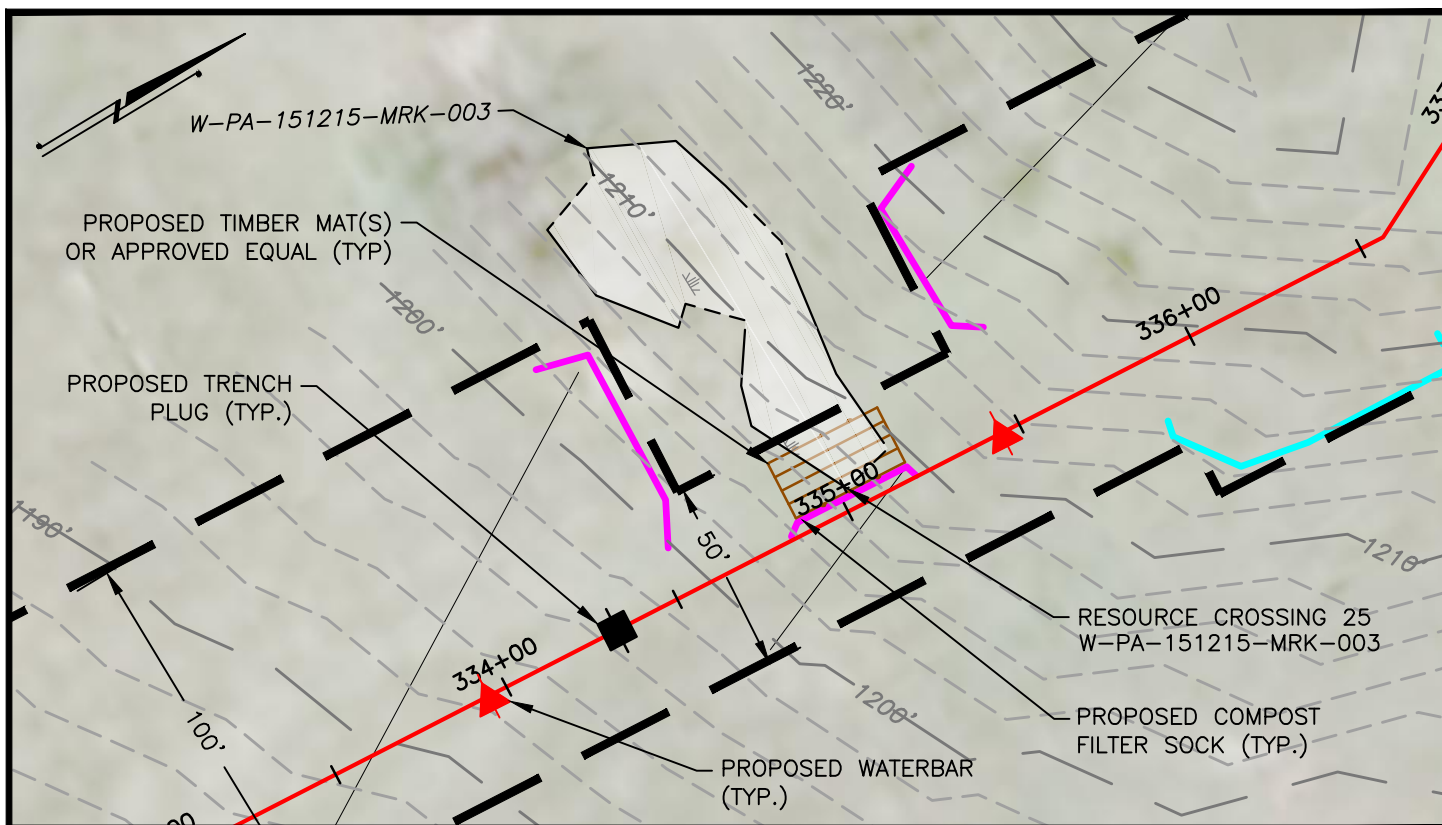 1220'
W-PA-151215-MRK-003
1210'
PROPOSED TIMBER MAT(S)
OR APPROVED EQUAL (TYP)
1200'
336+00
PROPOSED TRENCH
PLUG (TYP.)
335+00
1190'
50'
1210'
RESOURCE CROSSING 25
W-PA-151215-MRK-003
334+00
1200'
PROPOSED COMPOST
FILTER SOCK (TYP.)
100'
PROPOSED WATERBAR
(TYP.)